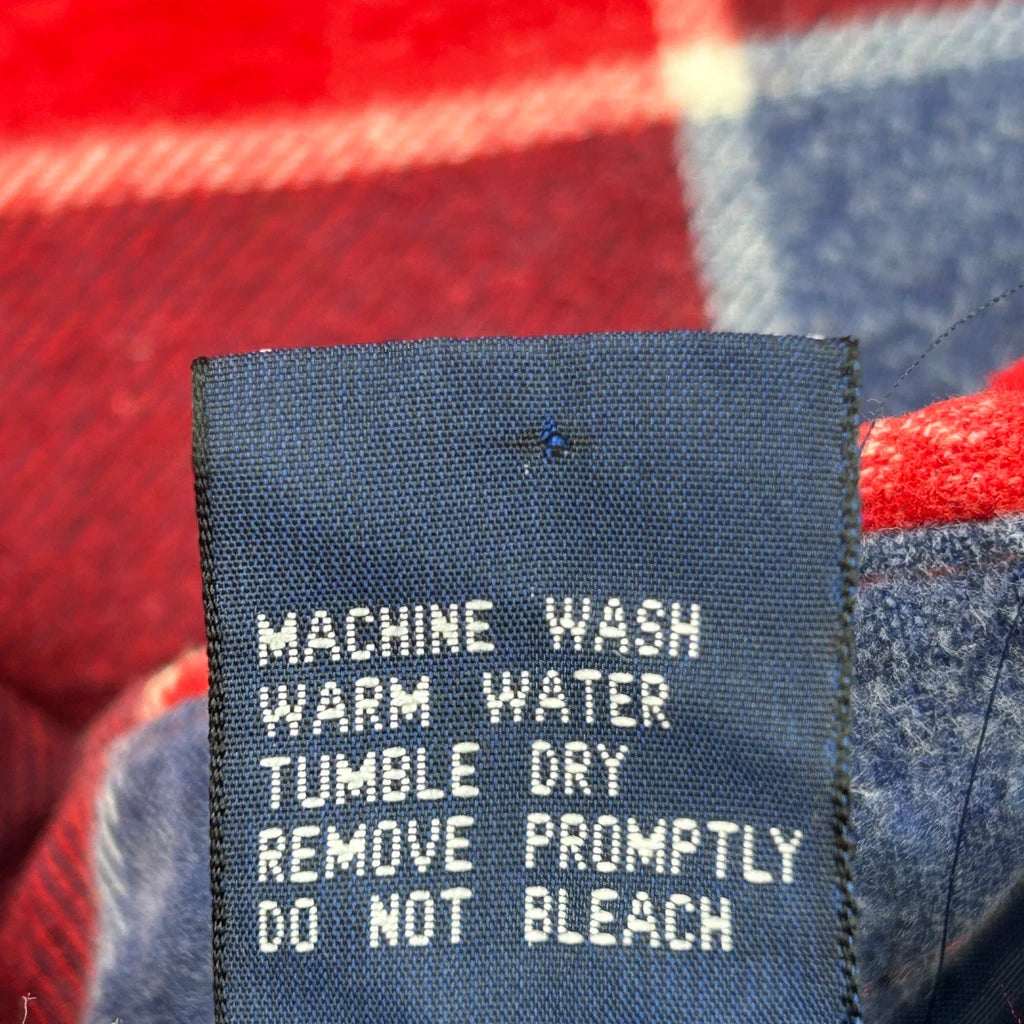 MACHINE WASH
WARM WATER
TUMBLE DRY
REMOVE PROMPTLY
DO NOT BLEACH